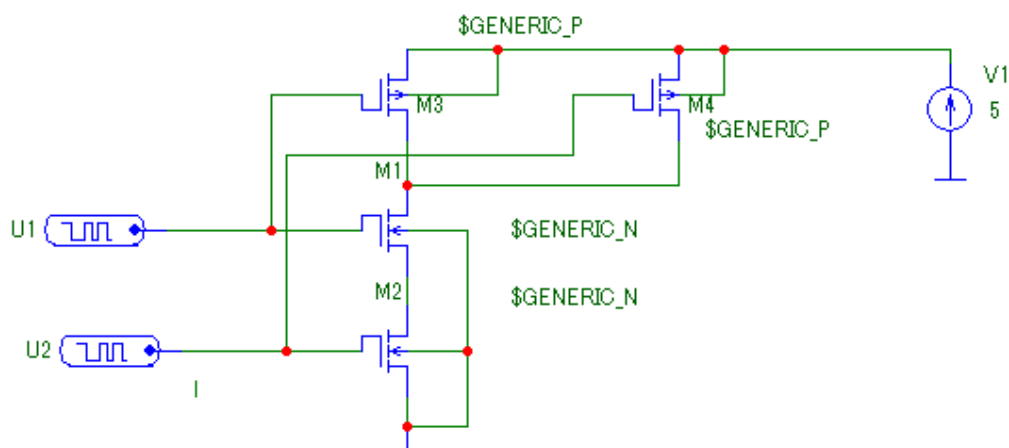 $GENERIC_P
V1
M3
M4
5
$GENERIC_P
M1
U1
$GENERIC_N
M2
$GENERIC_N
U2
I